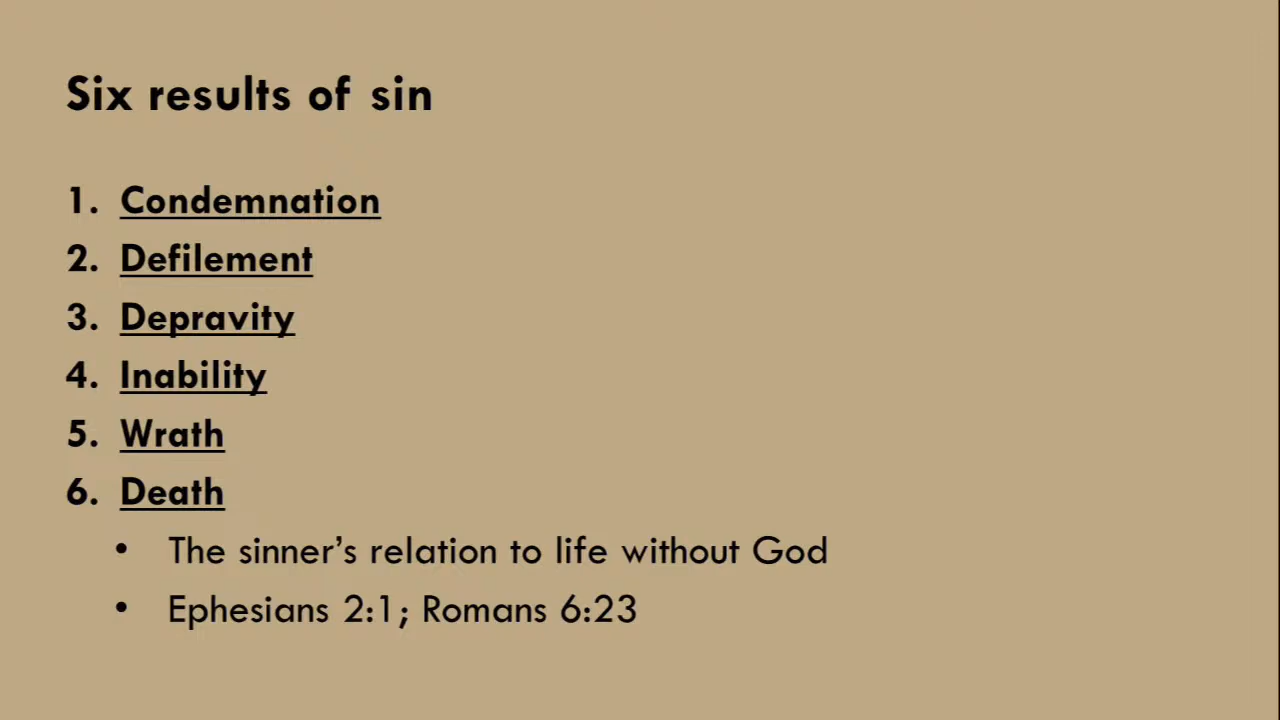 Six results of sin
1. Condemnation
2. Defilement
3. Depravity
4. Inability
5. Wrath
6. Death
• The sinner’s relation to life without God
• Ephesians 2:1; Romans 6:23